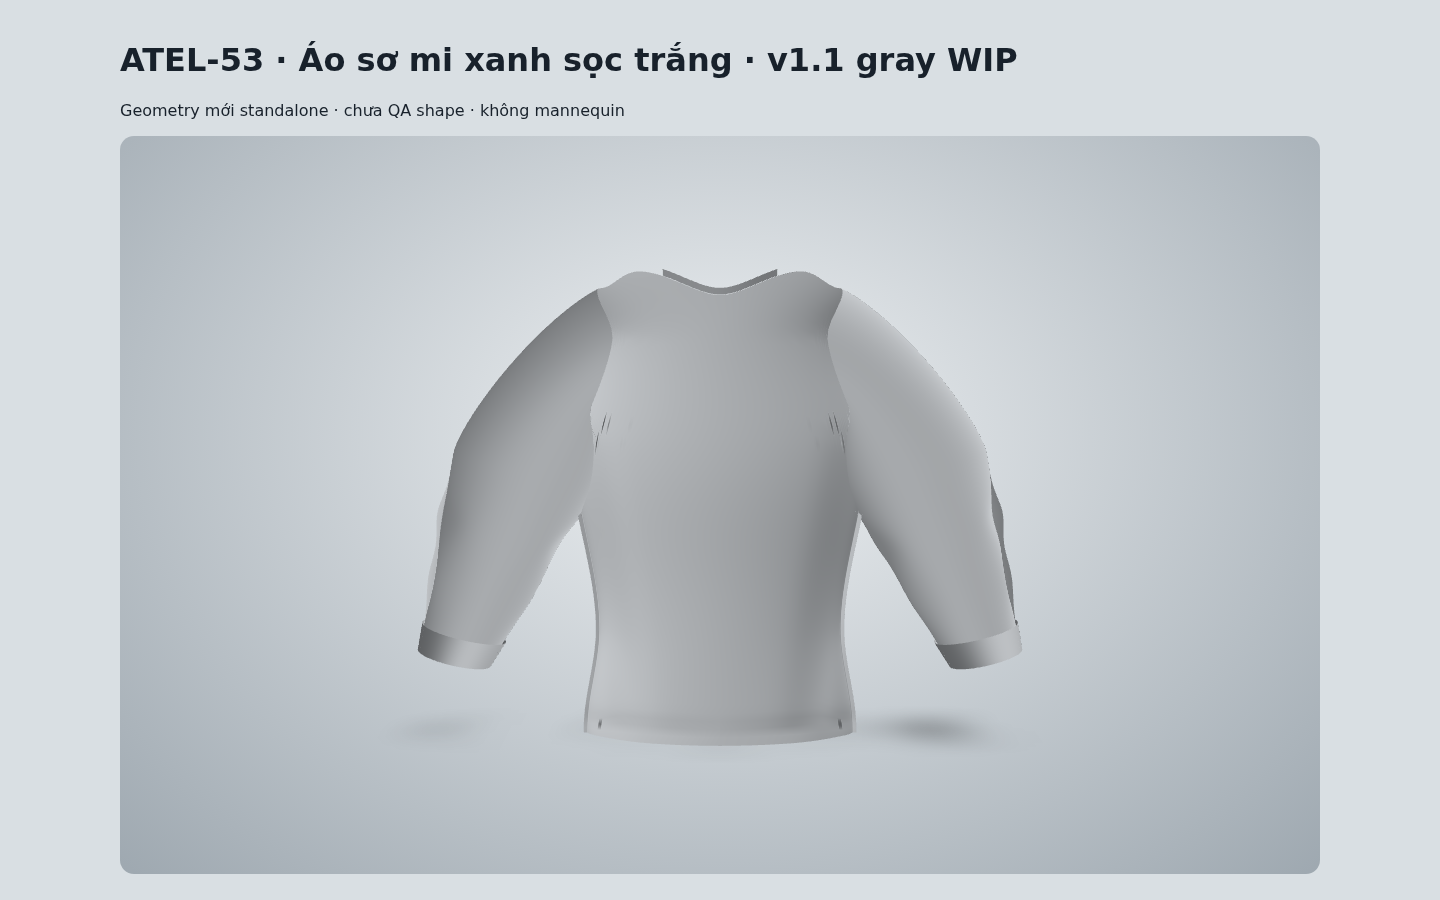 ATEL-53 · Áo sơ mi xanh sọc trắng · v1.1 gray WIP
Geometry mới standalone · chưa QA shape · không mannequin